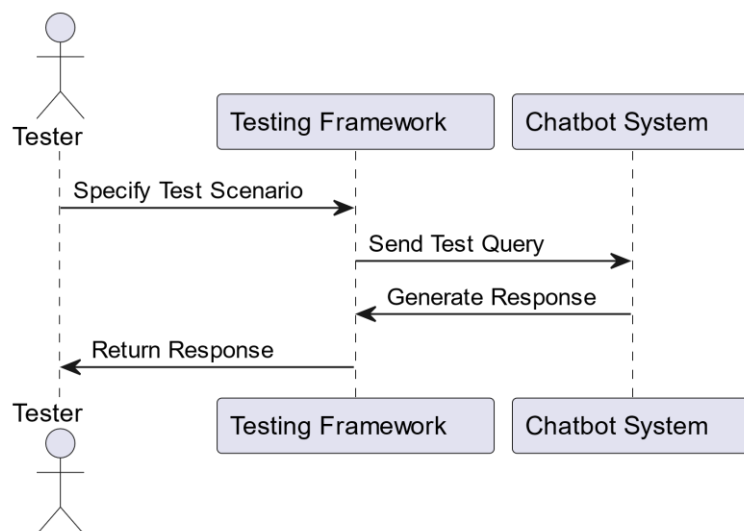 Tester
Testing Framework
Chatbot System
Specify Test Scenario
Send Test Query
Generate Response
Return Response
Tester
Testing Framework
Chatbot System